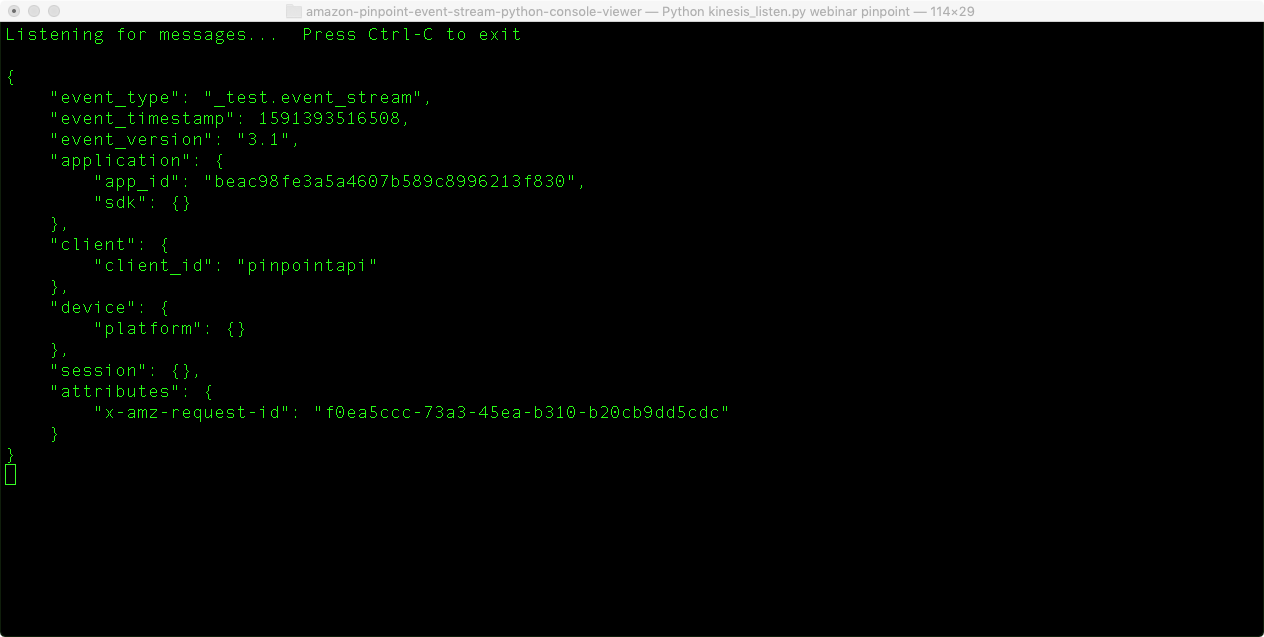 amazon-pinpoint-event-stream-python-console-viewer — Python kinesis_listen.py webinar pinpoint — 114×29
Listening for messages...  Press Ctrl-C to exit
{
    "event_type": "_test.event_stream",
    "event_timestamp": 1591393516508,
    "event_version": "3.1",
    "application": {
        "app_id": "beac98fe3a5a4607b589c8996213f830",
        "sdk": {}
    },
    "client": {
        "client_id": "pinpointapi"
    },
    "device": {
        "platform": {}
    },
    "session": {},
    "attributes": {
        "x-amz-request-id": "f0ea5ccc-73a3-45ea-b310-b20cb9dd5cdc"
    }
}